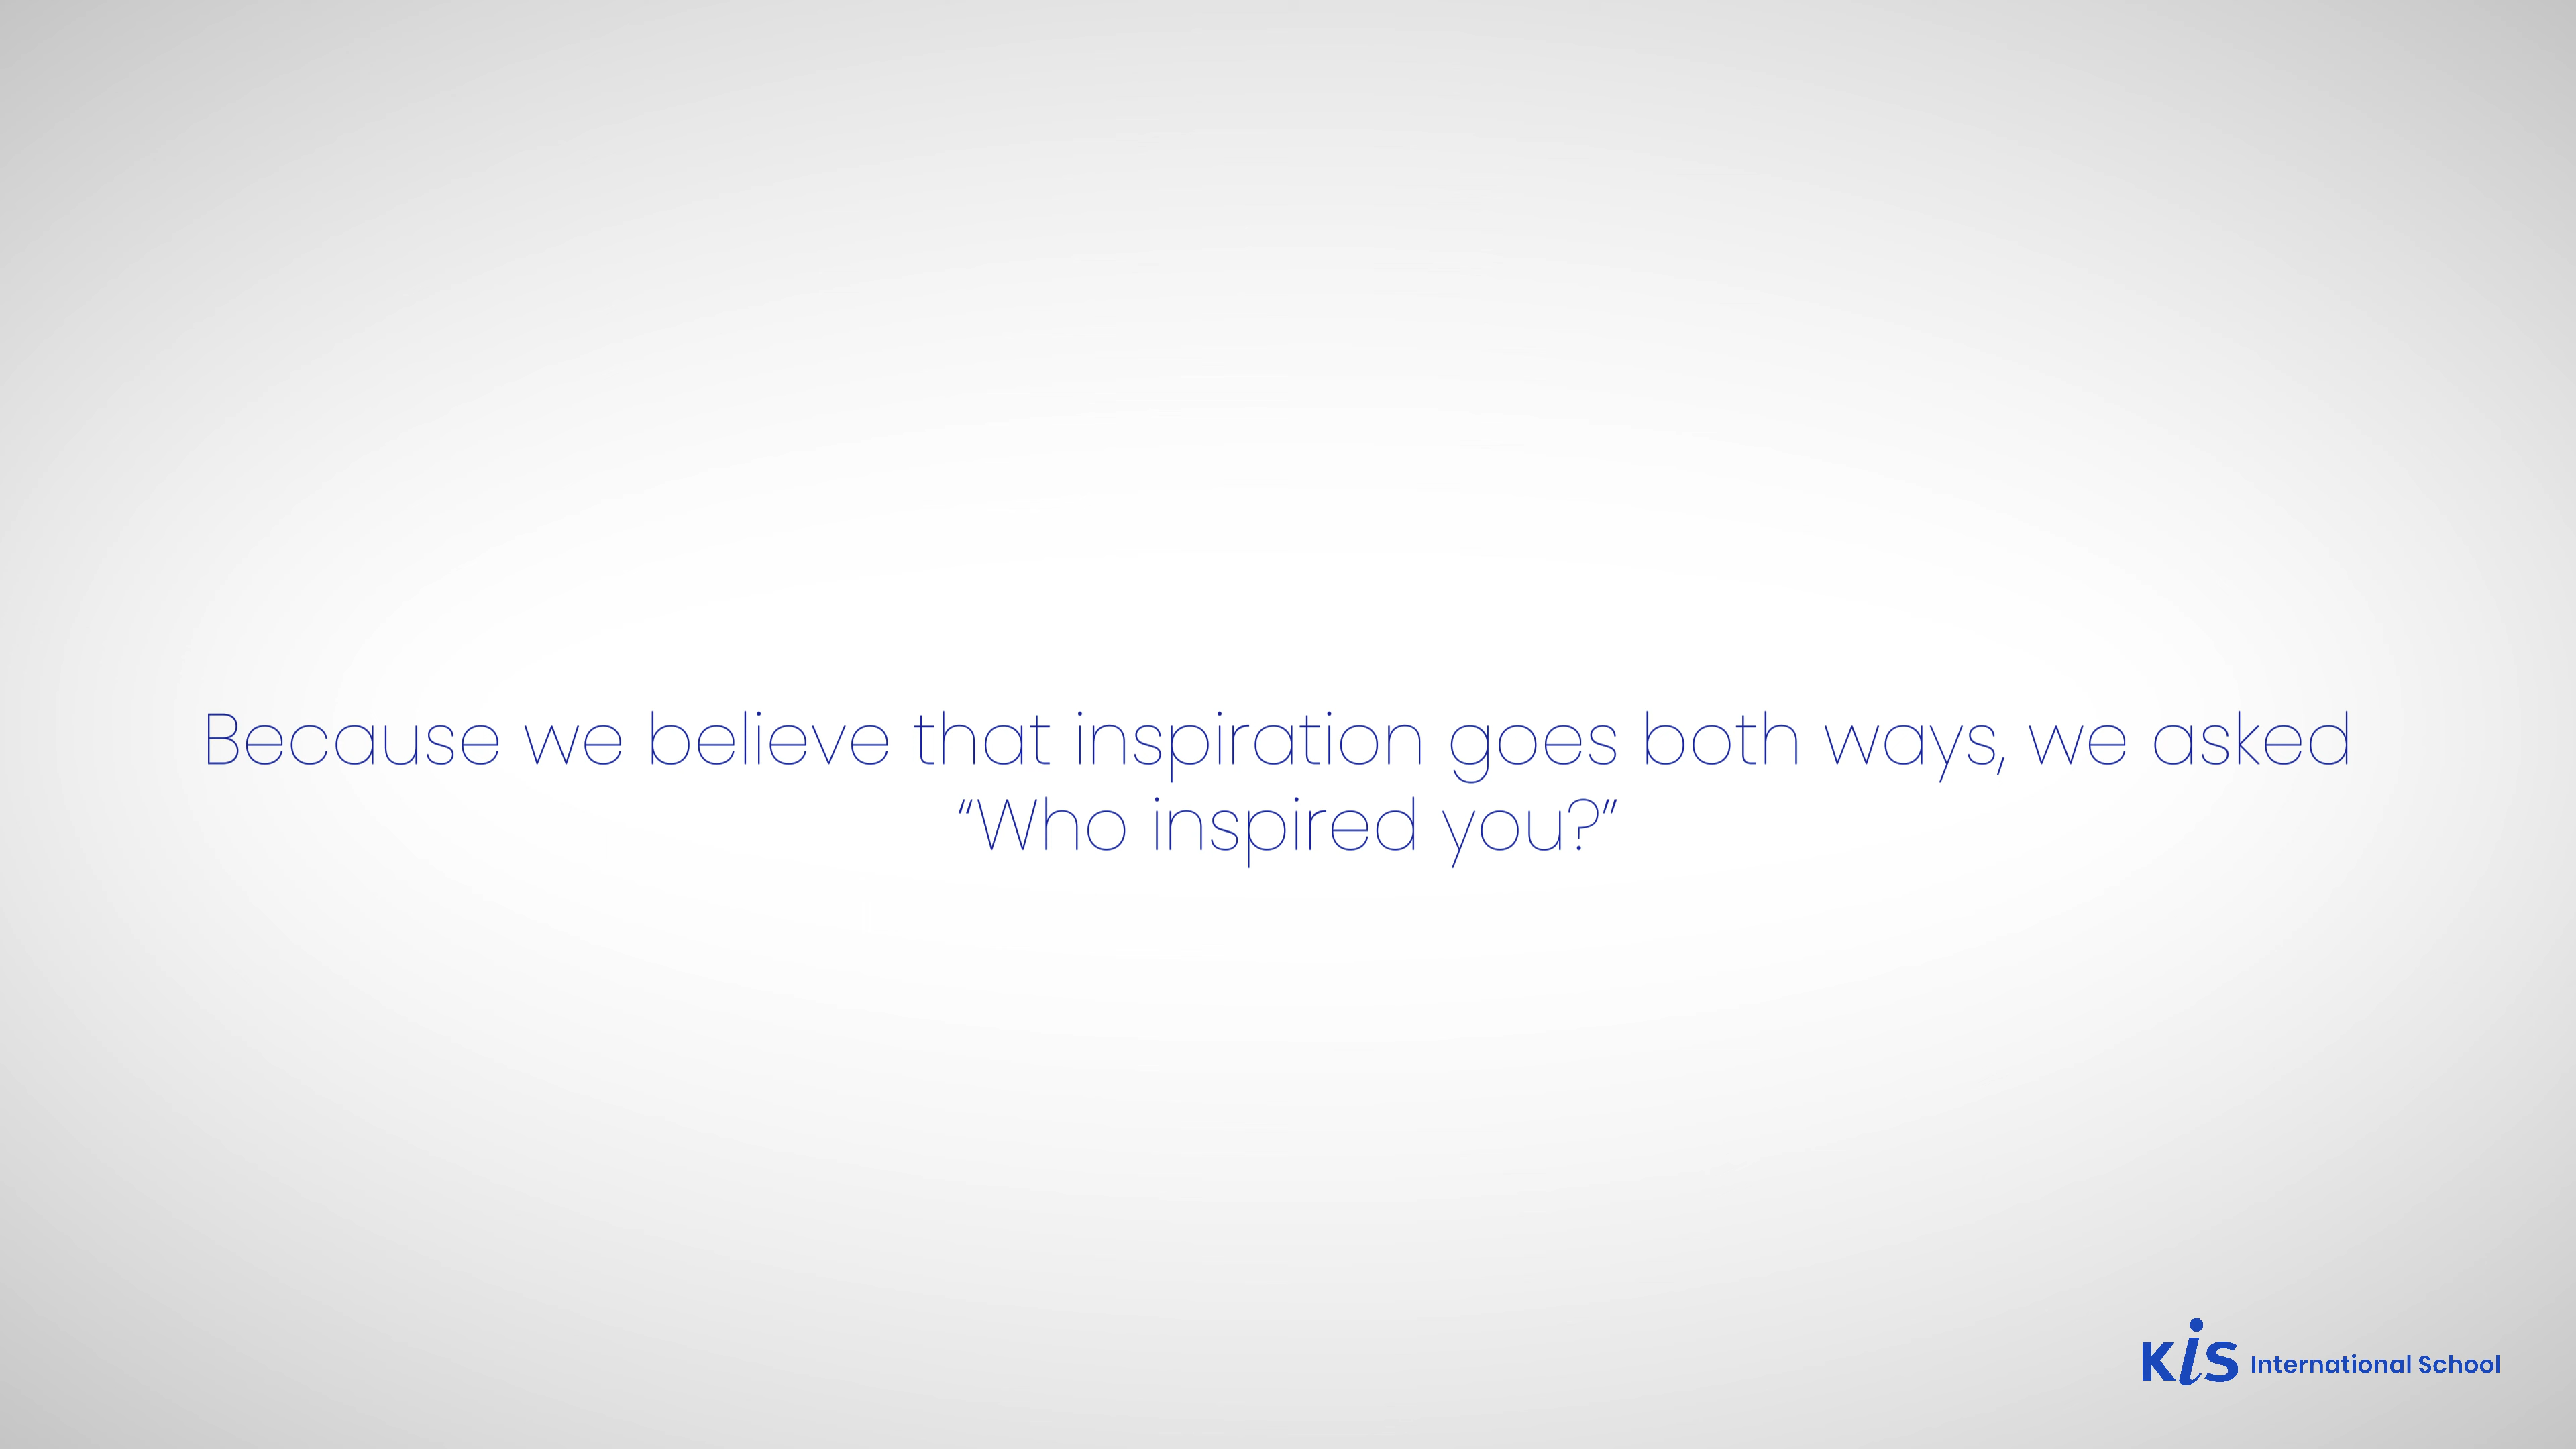 Because we believe that inspiration goes both ways, we asked
“Who inspired you?”
KiS International School